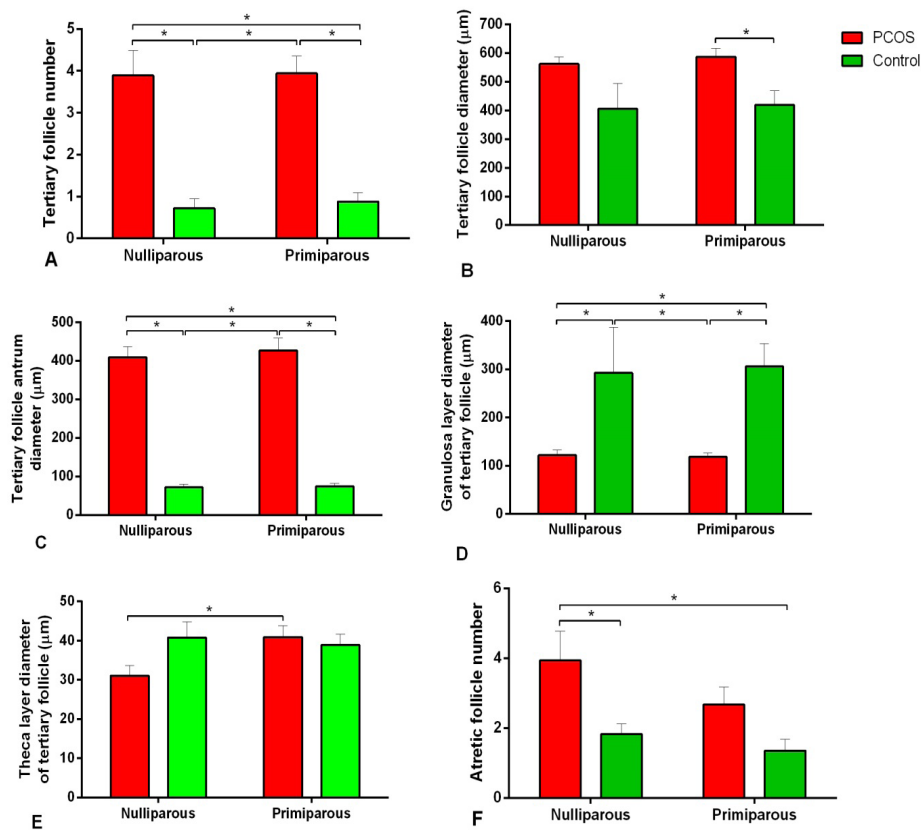 * * * *
5
4
3
2
1
0
Tertiary follicle number
Nulliparous Primiparous
A
*
700
600
500
400
300
200
100
0
Tertiary follicle diameter (μm)
Nulliparous Primiparous
B
PCOS
Control
* * * *
500
400
300
200
100
0
Tertiary follicle antrum
diameter (μm)
Nulliparous Primiparous
C
* * * *
400
300
200
100
0
Granulosa layer diameter
of tertiary follicle (μm)
Nulliparous Primiparous
D
*
50
40
30
20
10
0
Theca layer diameter
of tertiary follicle (μm)
Nulliparous Primiparous
E
* *
6
4
2
0
Atretic follicle number
Nulliparous Primiparous
F